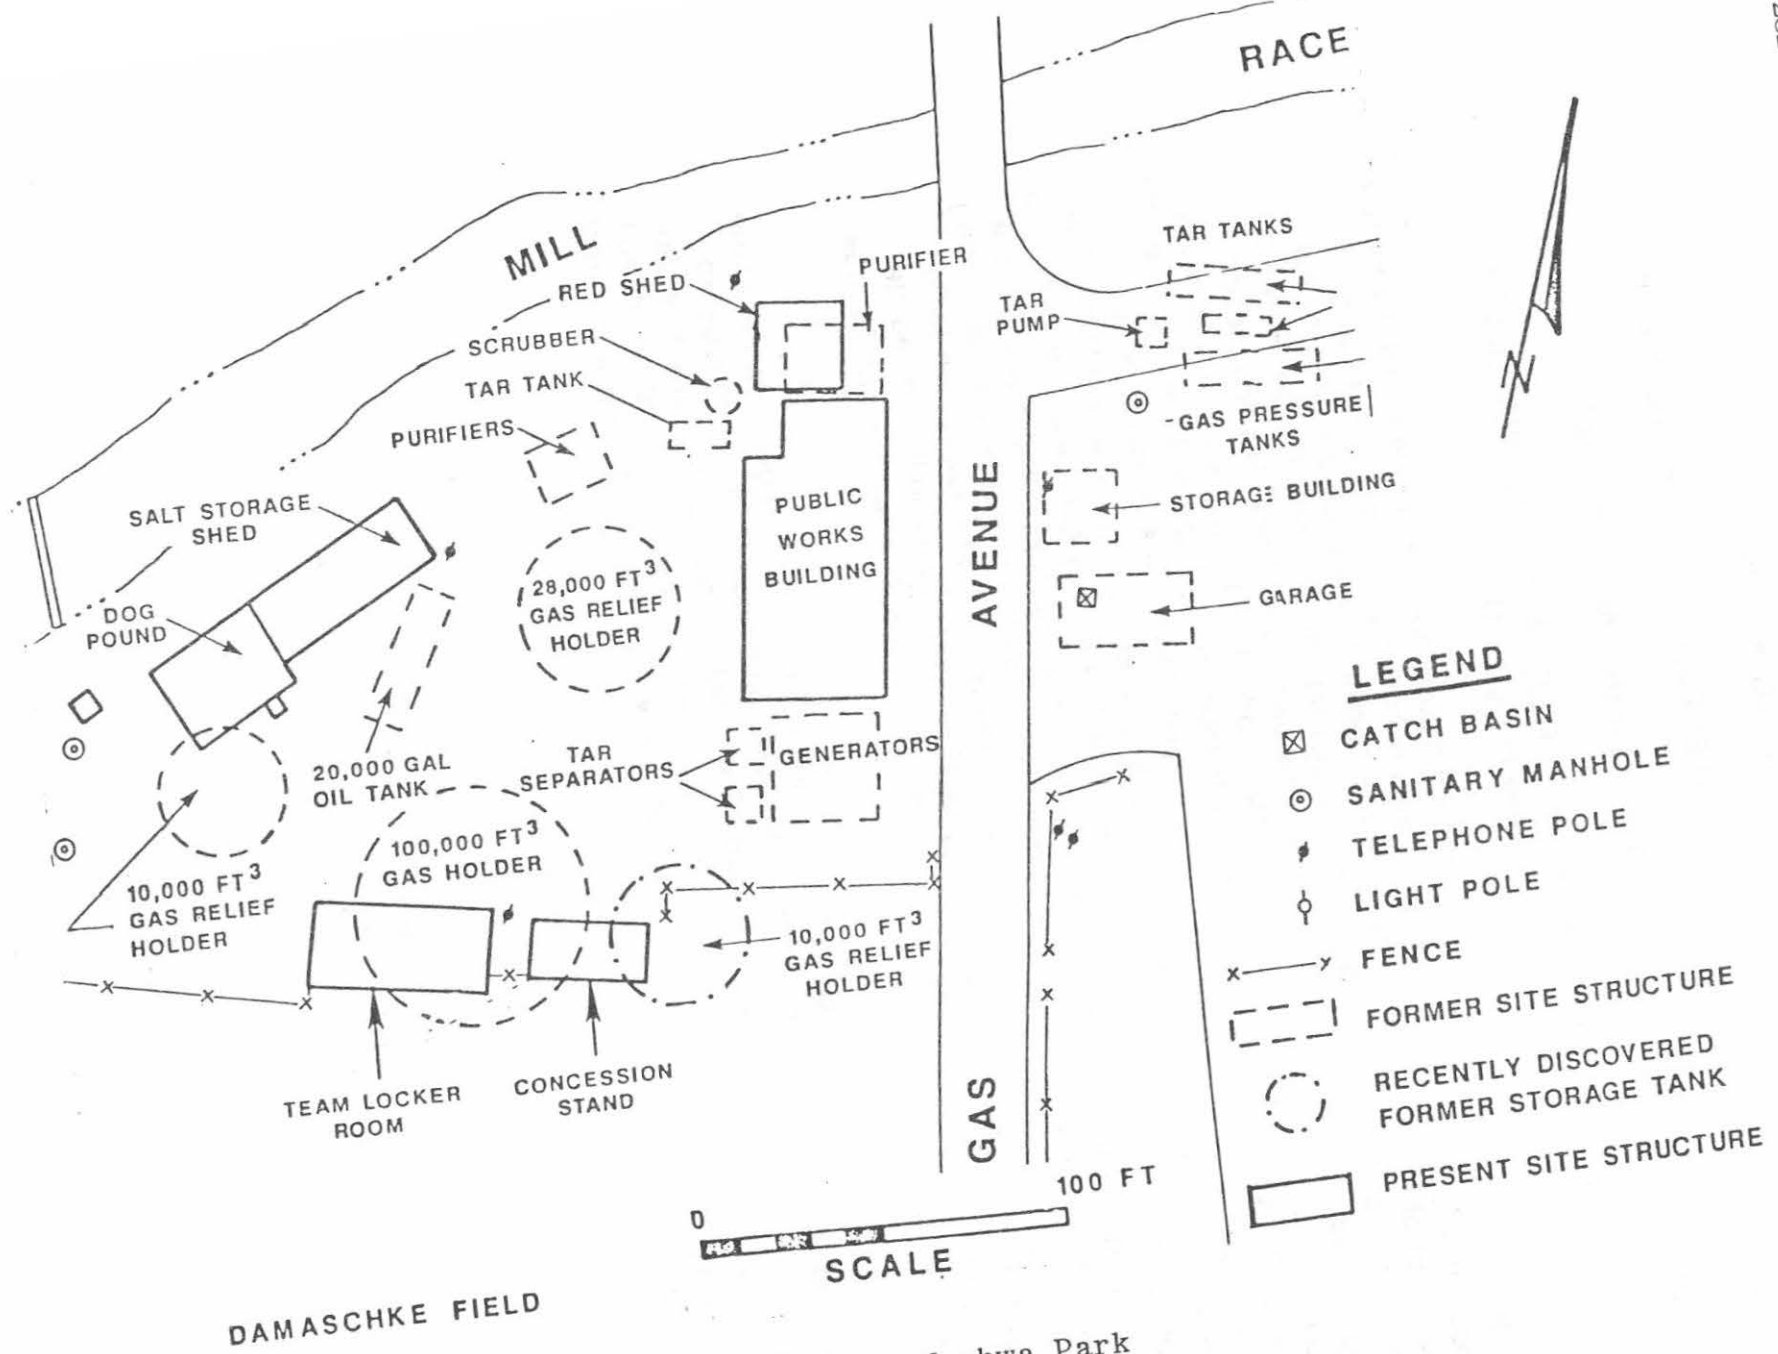 RACE
MILL
TAR TANKS
PURIFIER
RED SHED
TAR
PUMP
SCRUBBER
TAR TANK
GAS PRESSURE
TANKS
PURIFIERS
SALT STORAGE
SHED
STORAGE BUILDING
PUBLIC
WORKS
BUILDING
AVENUE
28,000 FT³
GAS RELIEF
HOLDER
GARAGE
DOG
POUND
20,000 GAL
OIL TANK
TAR
SEPARATORS
GENERATORS
100,000 FT³
GAS HOLDER
10,000 FT³
GAS RELIEF
HOLDER
10,000 FT³
GAS RELIEF
HOLDER
TEAM LOCKER
ROOM
CONCESSION
STAND
GAS
LEGEND
CATCH BASIN
SANITARY MANHOLE
TELEPHONE POLE
LIGHT POLE
FENCE
FORMER SITE STRUCTURE
RECENTLY DISCOVERED
FORMER STORAGE TANK
PRESENT SITE STRUCTURE
N
0
100 FT
SCALE
DAMASCHKE FIELD
Park